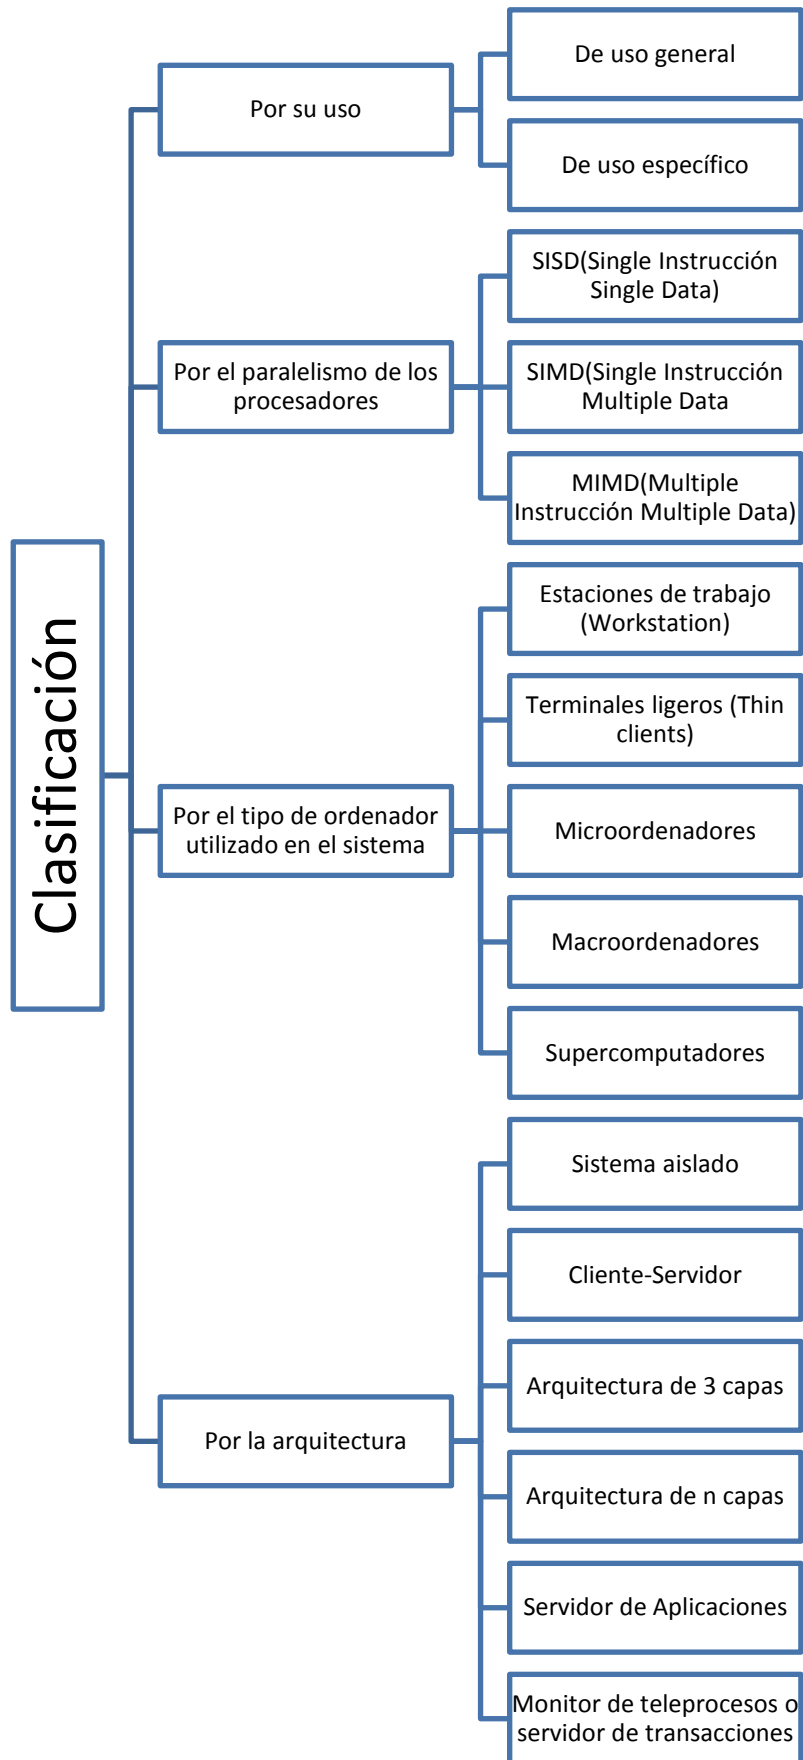 Clasificación
Por su uso
De uso general
De uso específico
Por el paralelismo de los
procesadores
SISD(Single Instrucción
Single Data)
SIMD(Single Instrucción
Multiple Data
MIMD(Multiple
Instrucción Multiple Data)
Por el tipo de ordenador
utilizado en el sistema
Estaciones de trabajo
(Workstation)
Terminales ligeros (Thin
clients)
Microordenadores
Macroordenadores
Supercomputadores
Por la arquitectura
Sistema aislado
Cliente-Servidor
Arquitectura de 3 capas
Arquitectura de n capas
Servidor de Aplicaciones
Monitor de teleprocesos o
servidor de transacciones